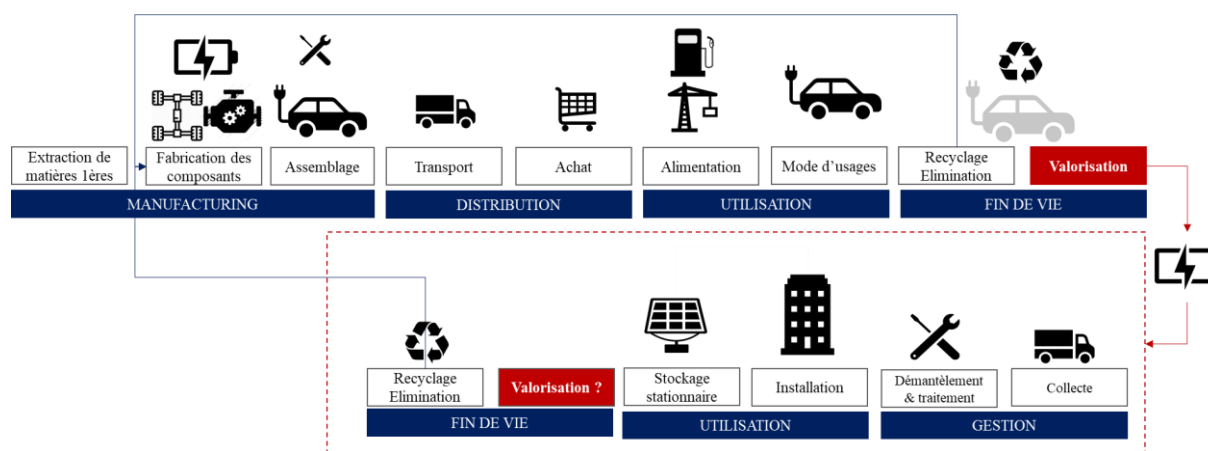 Extraction de
matières 1ères
Fabrication des
composants
Assemblage
Transport
Achat
Alimentation
Mode d'usages
Recyclage
Elimination
Valorisation
MANUFACTURING
DISTRIBUTION
UTILISATION
FIN DE VIE
Recyclage
Elimination
Valorisation ?
Stockage
stationnaire
Installation
Démantèlement
& traitement
Collecte
FIN DE VIE
UTILISATION
GESTION